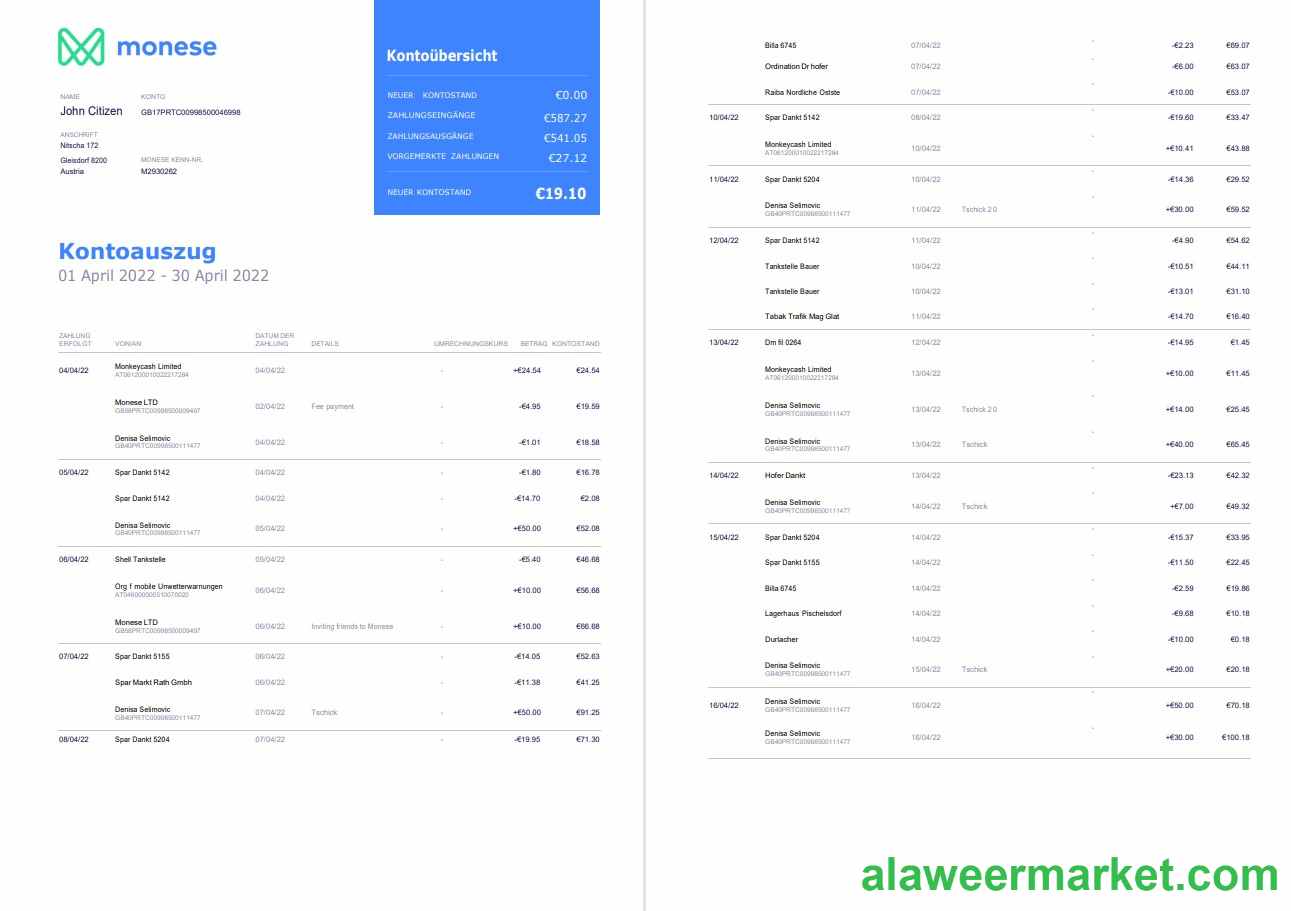 monese
Kontoübersicht
NEUER KONTOSTAND €0.00
ZAHLUNGSEINGÄNGE €587.27
ZAHLUNGSAUSGÄNGE €541.05
VORGEMERKTE ZAHLUNGEN €27.12
NEUER KONTOSTAND €19.10
NAME KONTO
John Citizen GB17PRTC00998500046998
ANSCHRIFT
Nitscha 172
Gleisdorf 8200 MONESE KENN-NR.
Austria M2930262
Kontoauszug
01 April 2022 - 30 April 2022
ZAHLUNG DATUM DER
ERFOLGT VON/AN ZAHLUNG DETAILS UMRECHNUNGSKURS BETRAG KONTOSTAND
04/04/22 Monkeycash Limited 04/04/22 - +€24.54 €24.54
AT061200010022217284
Monese LTD 02/04/22 Fee payment - -€4.95 €19.59
GB58PRTC00998500009497
Denisa Selimovic 04/04/22 - -€1.01 €18.58
GB40PRTC00998500111477
05/04/22 Spar Dankt 5142 04/04/22 - -€1.80 €16.78
Spar Dankt 5142 04/04/22 - -€14.70 €2.08
Denisa Selimovic 05/04/22 - +€50.00 €52.08
GB40PRTC00998500111477
06/04/22 Shell Tankstelle 05/04/22 - -€5.40 €46.68
Org f mobile Unwetterwarnungen 06/04/22 - +€10.00 €56.68
Monese LTD 06/04/22 Inviting friends to Monese - +€10.00 €66.68
GB58PRTC00998500009497
07/04/22 Spar Dankt 5155 06/04/22 - -€14.05 €52.63
Spar Markt Rath Gmbh 06/04/22 - -€11.38 €41.25
Denisa Selimovic 07/04/22 Tschick - +€50.00 €91.25
GB40PRTC00998500111477
08/04/22 Spar Dankt 5204 07/04/22 - -€19.95 €71.30
Billa 6745 07/04/22 - -€2.23 €69.07
Ordination Dr hofer 07/04/22 - -€6.00 €63.07
Raiba Nordliche Ostste 07/04/22 - -€10.00 €53.07
10/04/22 Spar Dankt 5142 08/04/22 - -€19.60 €33.47
Monkeycash Limited 10/04/22 - +€10.41 €43.88
AT061200010022217284
11/04/22 Spar Dankt 5204 10/04/22 - -€14.36 €29.52
Denisa Selimovic 11/04/22 Tschick 2 0 - +€30.00 €59.52
GB40PRTC00998500111477
12/04/22 Spar Dankt 5142 11/04/22 - -€4.90 €54.62
Tankstelle Bauer 10/04/22 - -€10.51 €44.11
Tankstelle Bauer 10/04/22 - -€13.01 €31.10
Tabak Trafik Mag Glat 11/04/22 - -€14.70 €16.40
13/04/22 Dm fil 0264 12/04/22 - -€14.95 €1.45
Monkeycash Limited 13/04/22 - +€10.00 €11.45
AT061200010022217284
Denisa Selimovic 13/04/22 Tschick 2 0 - +€14.00 €25.45
GB40PRTC00998500111477
Denisa Selimovic 13/04/22 Tschick - +€40.00 €65.45
GB40PRTC00998500111477
14/04/22 Hofer Dankt 13/04/22 - -€23.13 €42.32
Denisa Selimovic 14/04/22 Tschick - +€7.00 €49.32
GB40PRTC00998500111477
15/04/22 Spar Dankt 5204 14/04/22 - -€15.37 €33.95
Spar Dankt 5155 14/04/22 - -€11.50 €22.45
Billa 6745 14/04/22 - -€2.59 €19.86
Lagerhaus Pischelsdorf 14/04/22 - -€9.68 €10.18
Durlacher 14/04/22 - -€10.00 €0.18
Denisa Selimovic 15/04/22 Tschick - +€20.00 €20.18
GB40PRTC00998500111477
16/04/22 Denisa Selimovic 16/04/22 - +€50.00 €70.18
GB40PRTC00998500111477
Denisa Selimovic 16/04/22 - +€30.00 €100.18
GB40PRTC00998500111477
alaweermarket.com